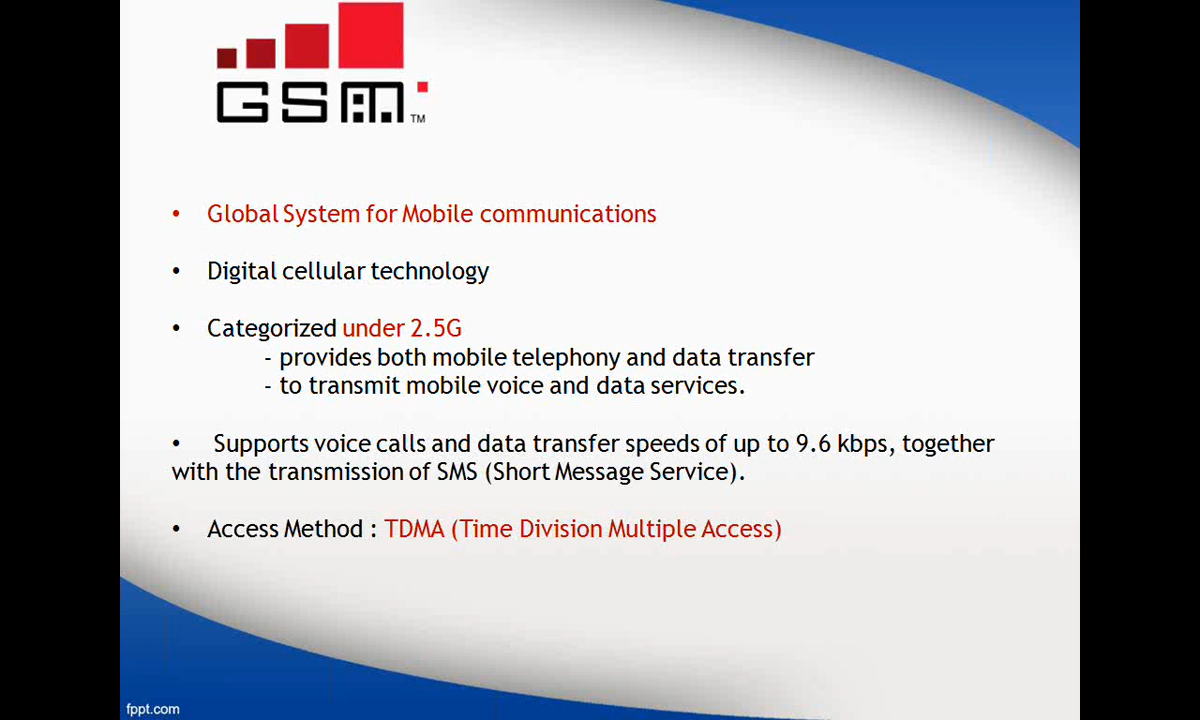 GSM TM
• Global System for Mobile communications
• Digital cellular technology
• Categorized under 2.5G
- provides both mobile telephony and data transfer
- to transmit mobile voice and data services.
• Supports voice calls and data transfer speeds of up to 9.6 kbps, together
with the transmission of SMS (Short Message Service).
• Access Method : TDMA (Time Division Multiple Access)
fppt.com